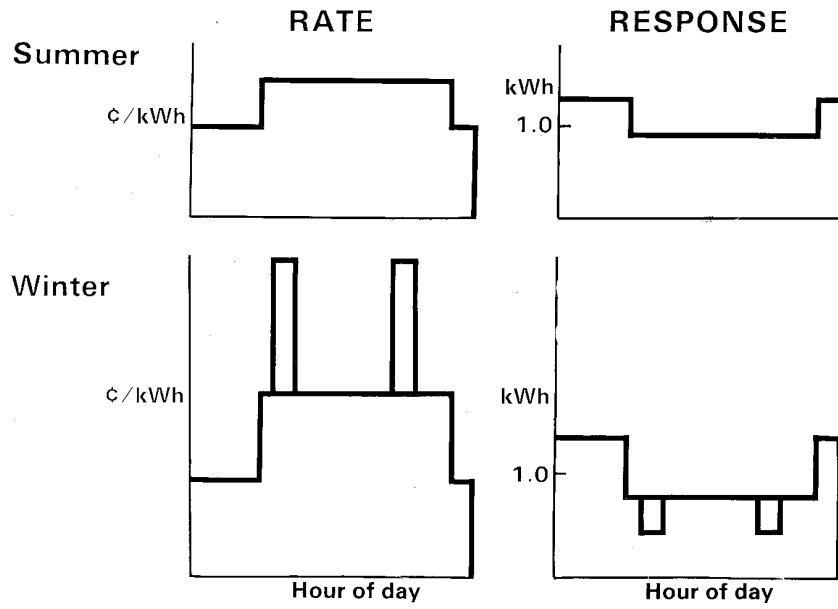 RATE
RESPONSE
Summer
¢/kWh
kWh
1.0
Winter
¢/kWh
kWh
1.0
Hour of day
Hour of day